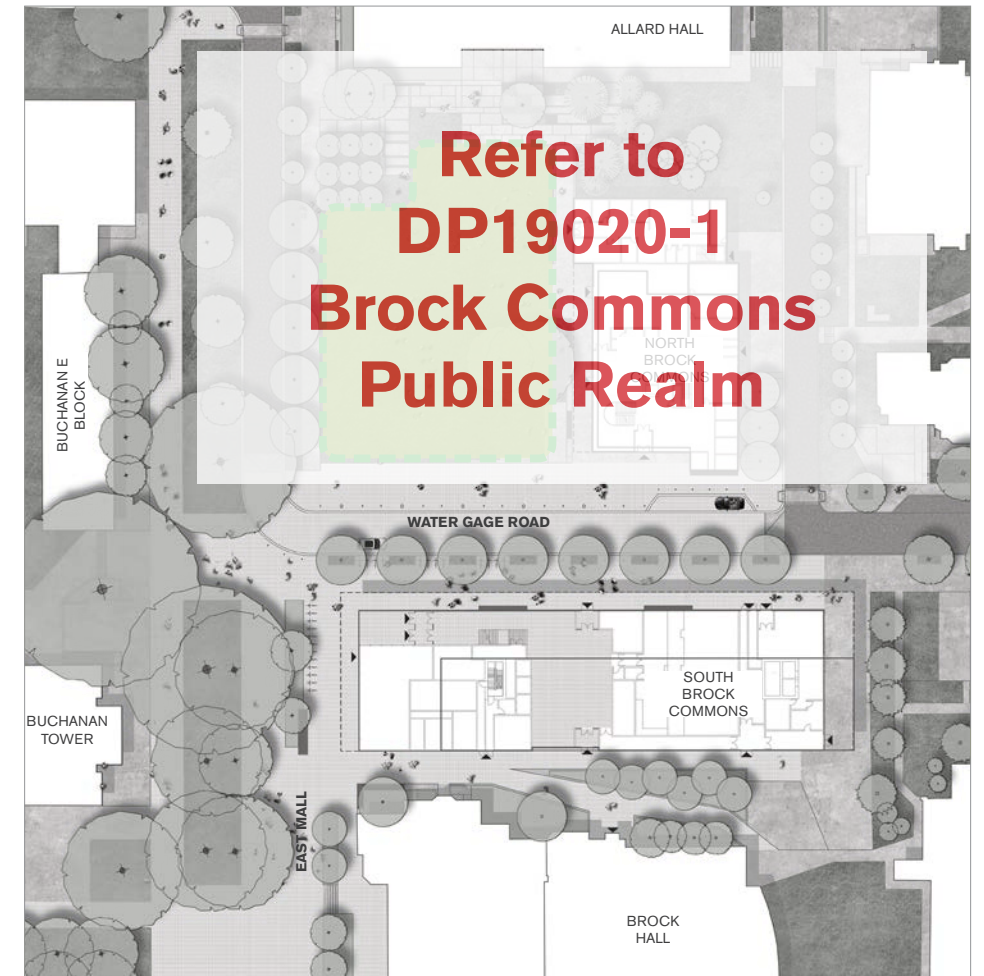 ALLARD HALL
Refer to
DP19020-1
Brock Commons
Public Realm
NORTH
BROCK
COMMONS
BUCHANAN E
BLOCK
WATER GAGE ROAD
SOUTH
BROCK
COMMONS
BUCHANAN
TOWER
EAST MALL
BROCK
HALL